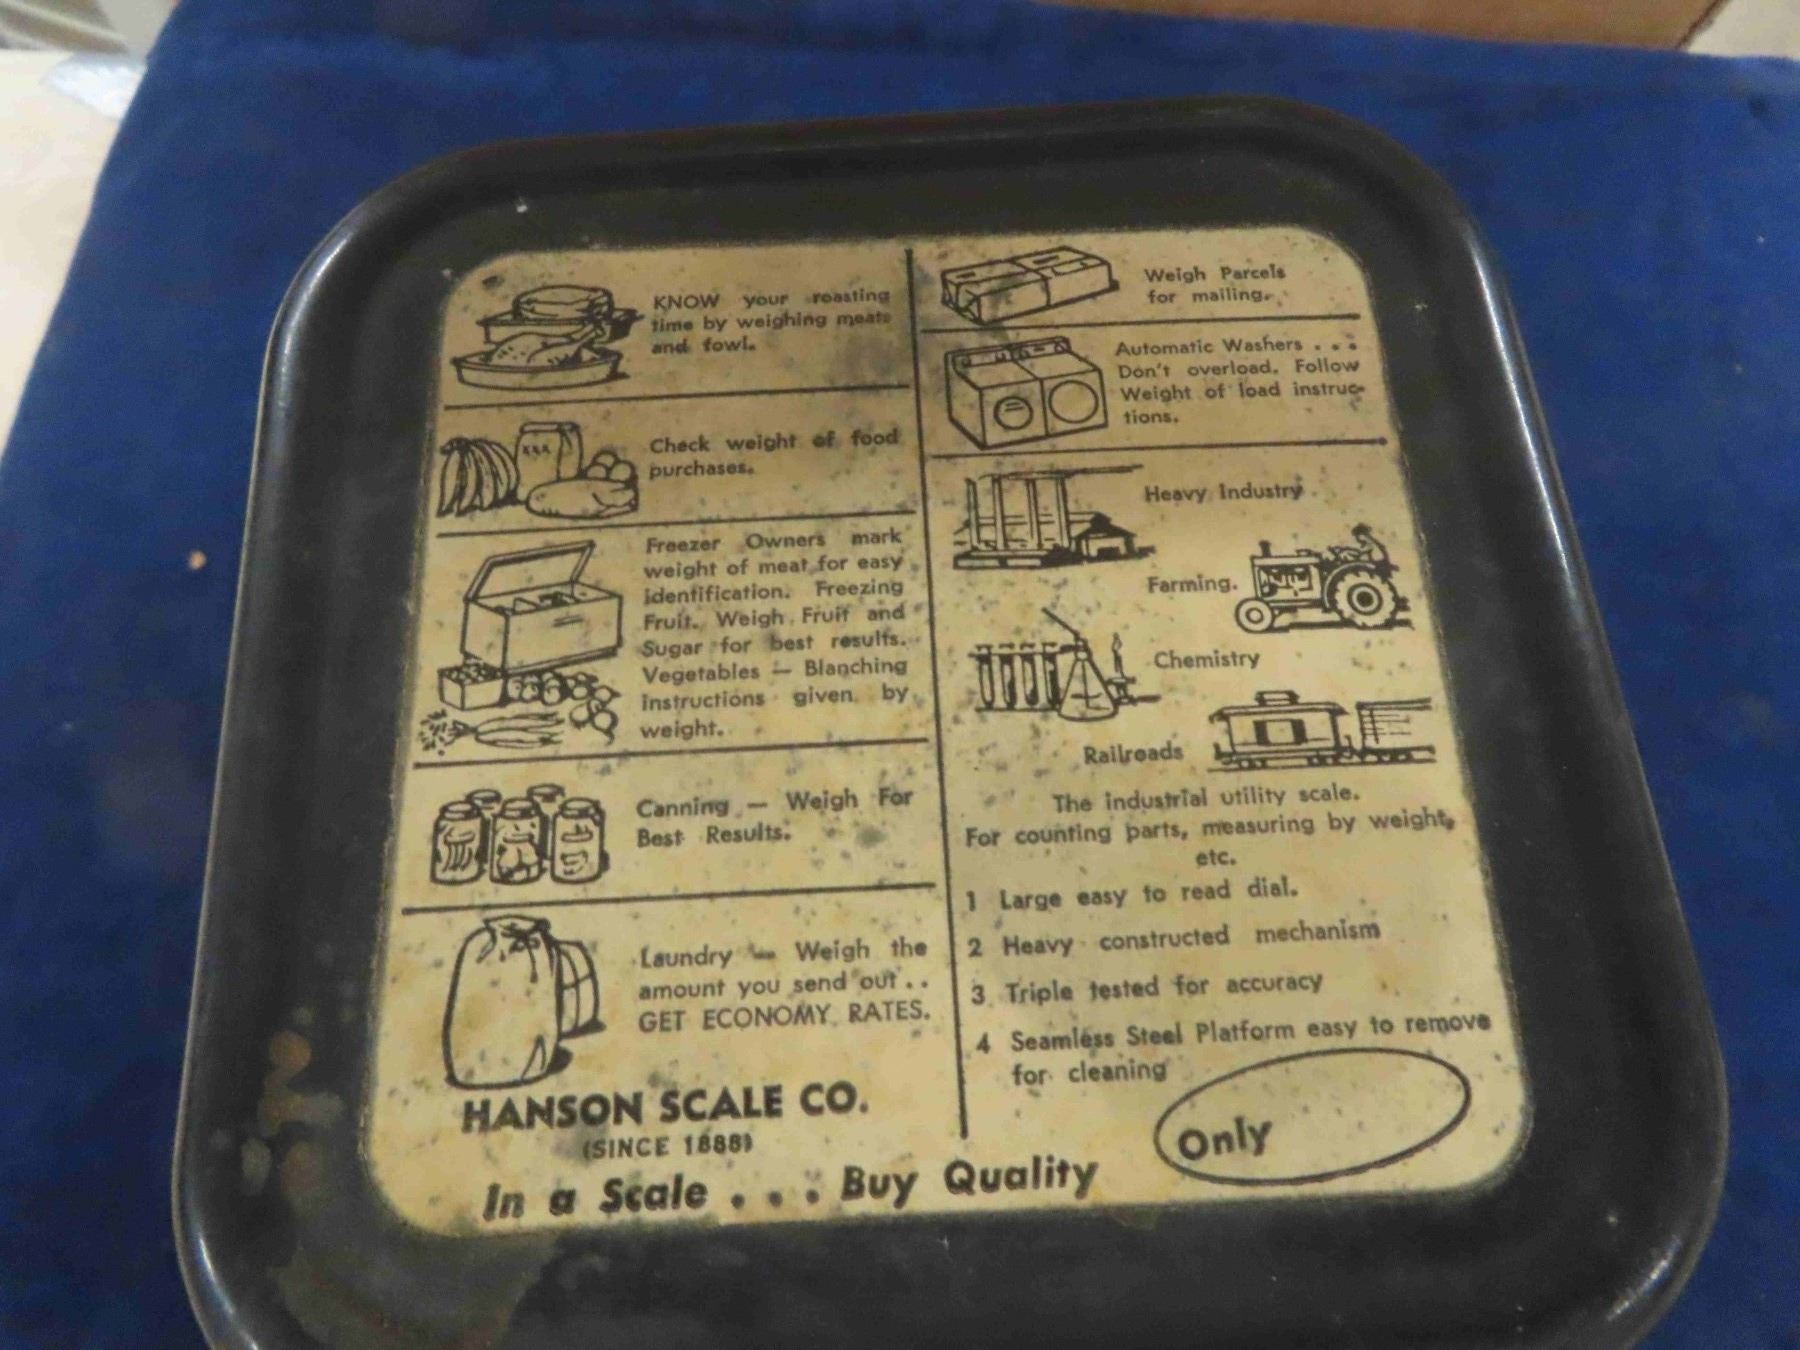 KNOW your roasting
time by weighing meats
and fowl.
Check weight of food
purchases.
Freezer Owners mark
weight of meat for easy
identification. Freezing
Fruit. Weigh Fruit and
Sugar for best results.
Vegetables — Blanching
instructions given by
weight.
Canning — Weigh For
Best Results.
Laundry — Weigh the
amount you send out . .
GET ECONOMY RATES.
HANSON SCALE CO.
(SINCE 1888)
In a Scale . . . Buy Quality
Weigh Parcels
for mailing.
Automatic Washers . . .
Don't overload. Follow
Weight of load instruc-
tions.
Heavy Industry
Farming.
Chemistry
Railroads
The industrial utility scale.
For counting parts, measuring by weight,
etc.
1 Large easy to read dial.
2 Heavy constructed mechanism
3 Triple tested for accuracy
4 Seamless Steel Platform easy to remove
for cleaning
Only
XXX